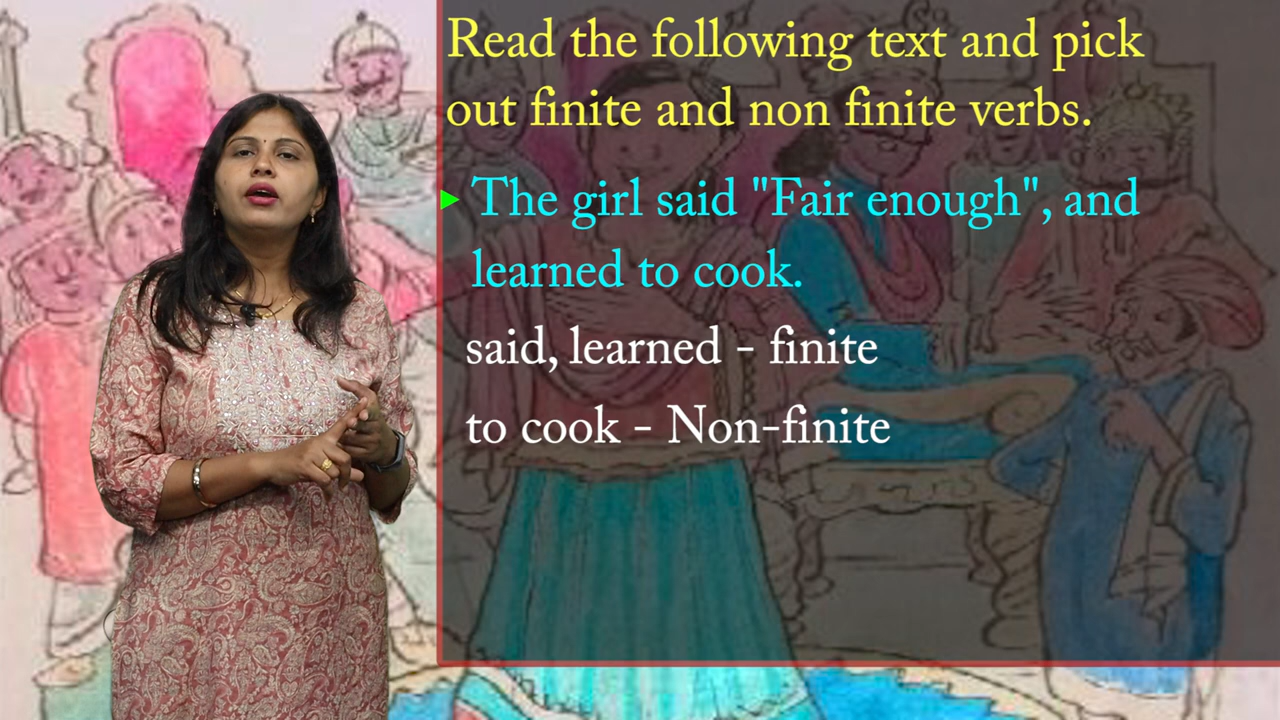 Read the following text and pick
out finite and non finite verbs.
The girl said "Fair enough", and
learned to cook.
said, learned - finite
to cook - Non-finite